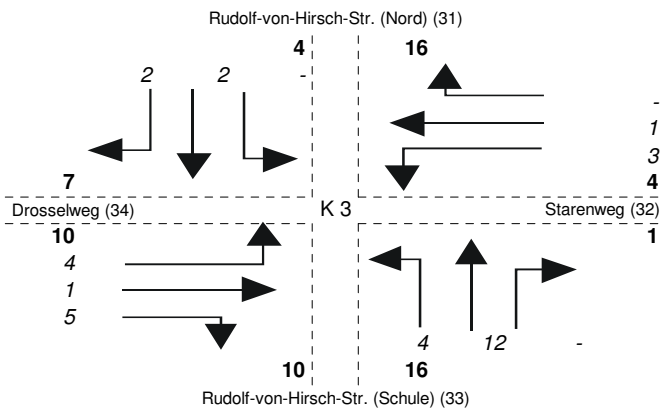 Rudolf-von-Hirsch-Str. (Nord) (31)
4 16
2 2 -
-
1
3
7 4
Drosselweg (34) K 3 Starenweg (32)
10 1
4
1
5
4 12 -
10 16
Rudolf-von-Hirsch-Str. (Schule) (33)